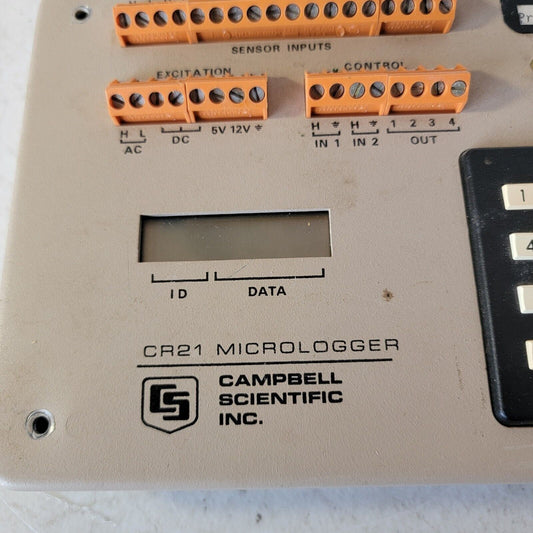 SENSOR INPUTS
EXCITATION
CONTROL
H L
5V 12V
H
H
1 2 3 4
AC
DC
IN 1
IN 2
OUT
1
4
ID
DATA
CR21 MICROLOGGER
CS
CAMPBELL
SCIENTIFIC
INC.